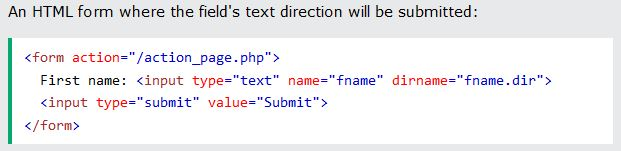 An HTML form where the field's text direction will be submitted:
<form action="/action_page.php">
  First name: <input type="text" name="fname" dirname="fname.dir">
  <input type="submit" value="Submit">
</form>